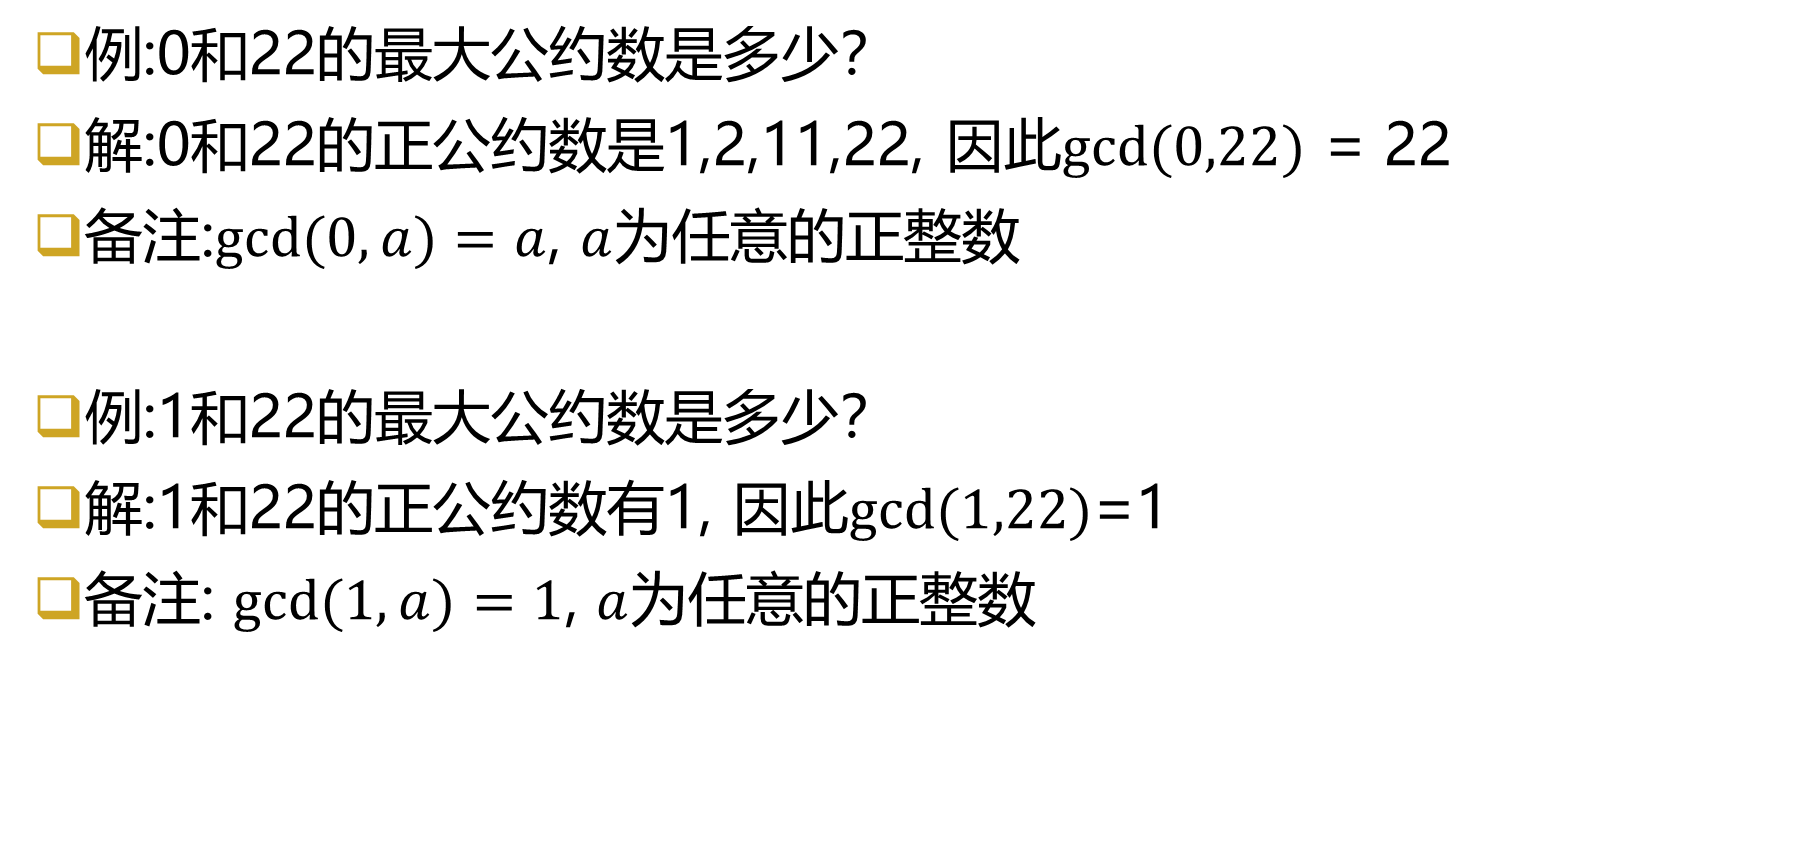 例:0和22的最大公约数是多少?
解:0和22的正公约数是1,2,11,22, 因此gcd(0,22) = 22
备注:gcd(0, a) = a, a为任意的正整数
例:1和22的最大公约数是多少?
解:1和22的正公约数有1, 因此gcd(1,22)=1
备注: gcd(1, a) = 1, a为任意的正整数